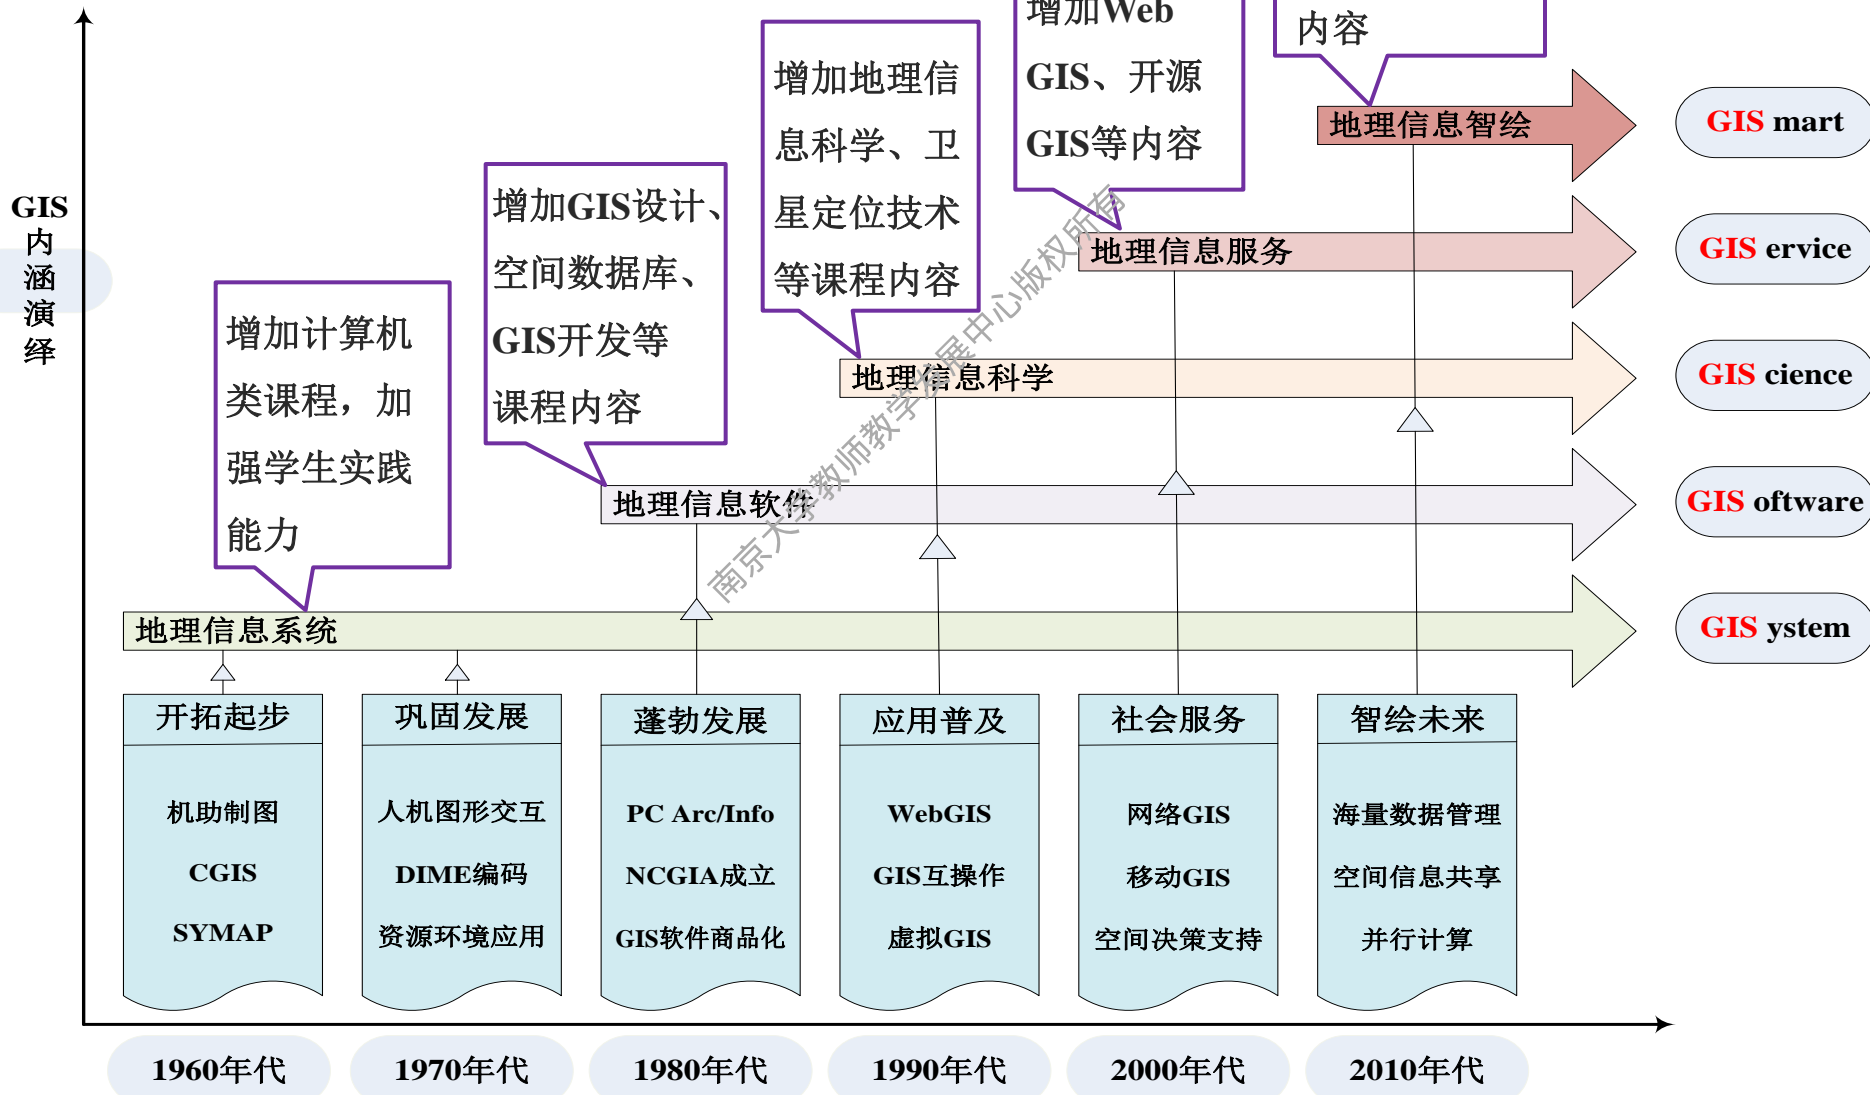 增加Web
GIS、开源
GIS等内容
内容
增加地理信
息科学、卫
星定位技术
等课程内容
增加GIS设计、
空间数据库、
GIS开发等
课程内容
增加计算机
类课程，加
强学生实践
能力
GIS
内
涵
演
绎
地理信息智绘
GIS mart
地理信息服务
GIS ervice
地理信息科学
GIS cience
地理信息软件
GIS oftware
地理信息系统
GIS ystem
南京大学教师教学发展中心版权所有
开拓起步
机助制图
CGIS
SYMAP
巩固发展
人机图形交互
DIME编码
资源环境应用
蓬勃发展
PC Arc/Info
NCGIA成立
GIS软件商品化
应用普及
WebGIS
GIS互操作
虚拟GIS
社会服务
网络GIS
移动GIS
空间决策支持
智绘未来
海量数据管理
空间信息共享
并行计算
1960年代
1970年代
1980年代
1990年代
2000年代
2010年代